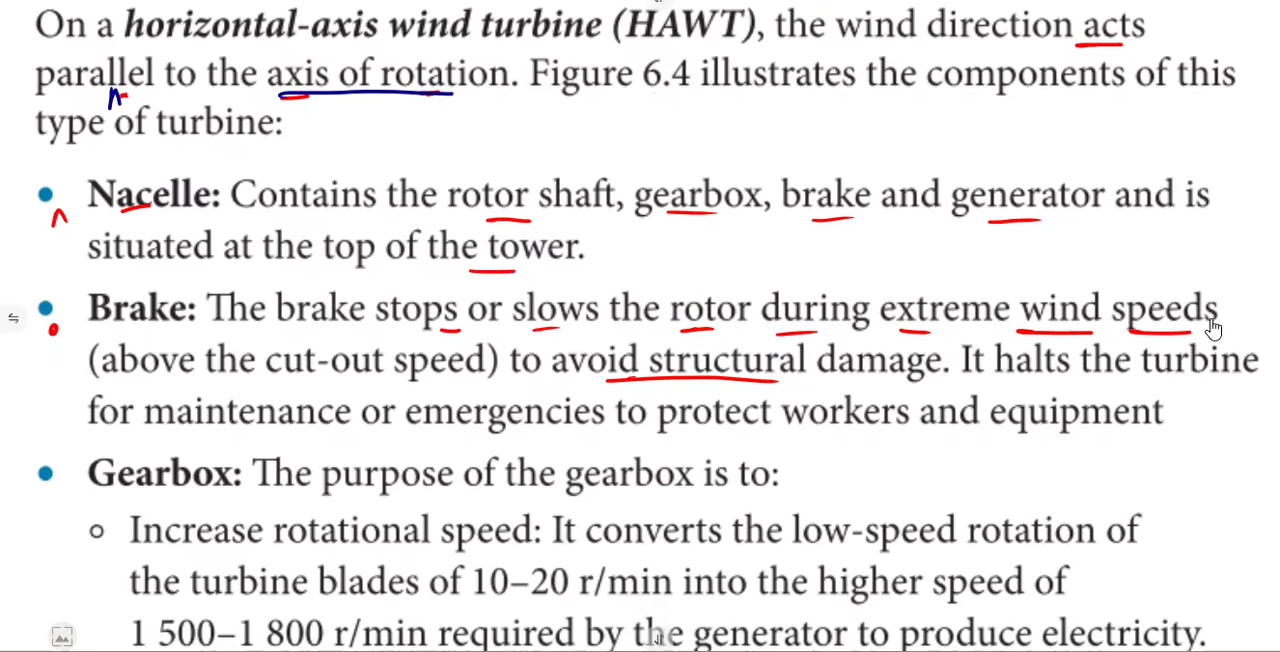 On a horizontal-axis wind turbine (HAWT), the wind direction acts
parallel to the axis of rotation. Figure 6.4 illustrates the components of this
type of turbine:
• Nacelle: Contains the rotor shaft, gearbox, brake and generator and is
situated at the top of the tower.
• Brake: The brake stops or slows the rotor during extreme wind speeds
(above the cut-out speed) to avoid structural damage. It halts the turbine
for maintenance or emergencies to protect workers and equipment
• Gearbox: The purpose of the gearbox is to:
○ Increase rotational speed: It converts the low-speed rotation of
the turbine blades of 10–20 r/min into the higher speed of
1 500–1 800 r/min required by the generator to produce electricity.